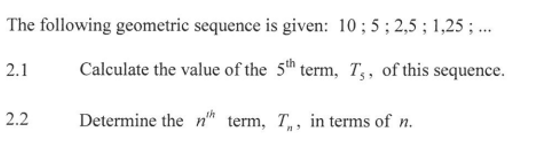 The following geometric sequence is given: 10 ; 5 ; 2,5 ; 1,25 ; ...
2.1 Calculate the value of the 5th term, T₅, of this sequence.
2.2 Determine the nth term, Tₙ, in terms of n.